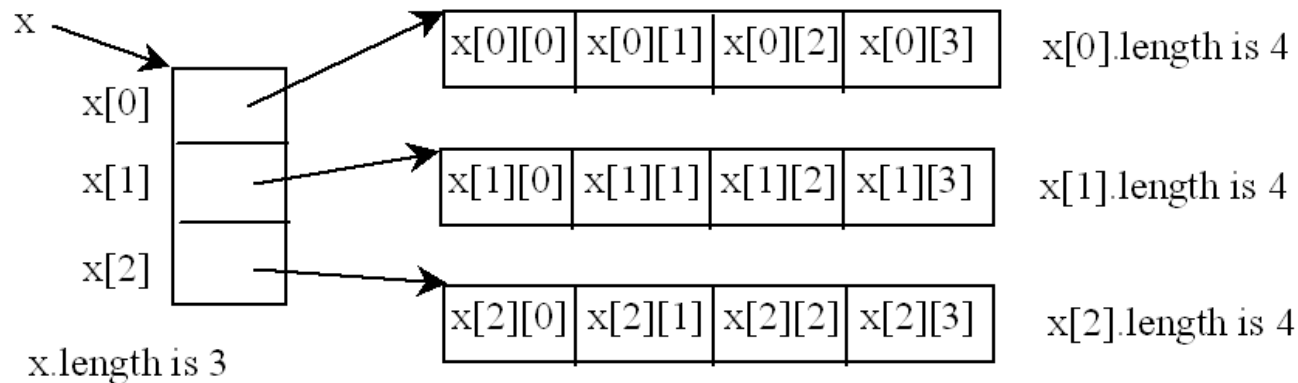 x
x[0][0] x[0][1] x[0][2] x[0][3] x[0].length is 4
x[0]
x[1][0] x[1][1] x[1][2] x[1][3] x[1].length is 4
x[1]
x[2]
x[2][0] x[2][1] x[2][2] x[2][3] x[2].length is 4
x.length is 3